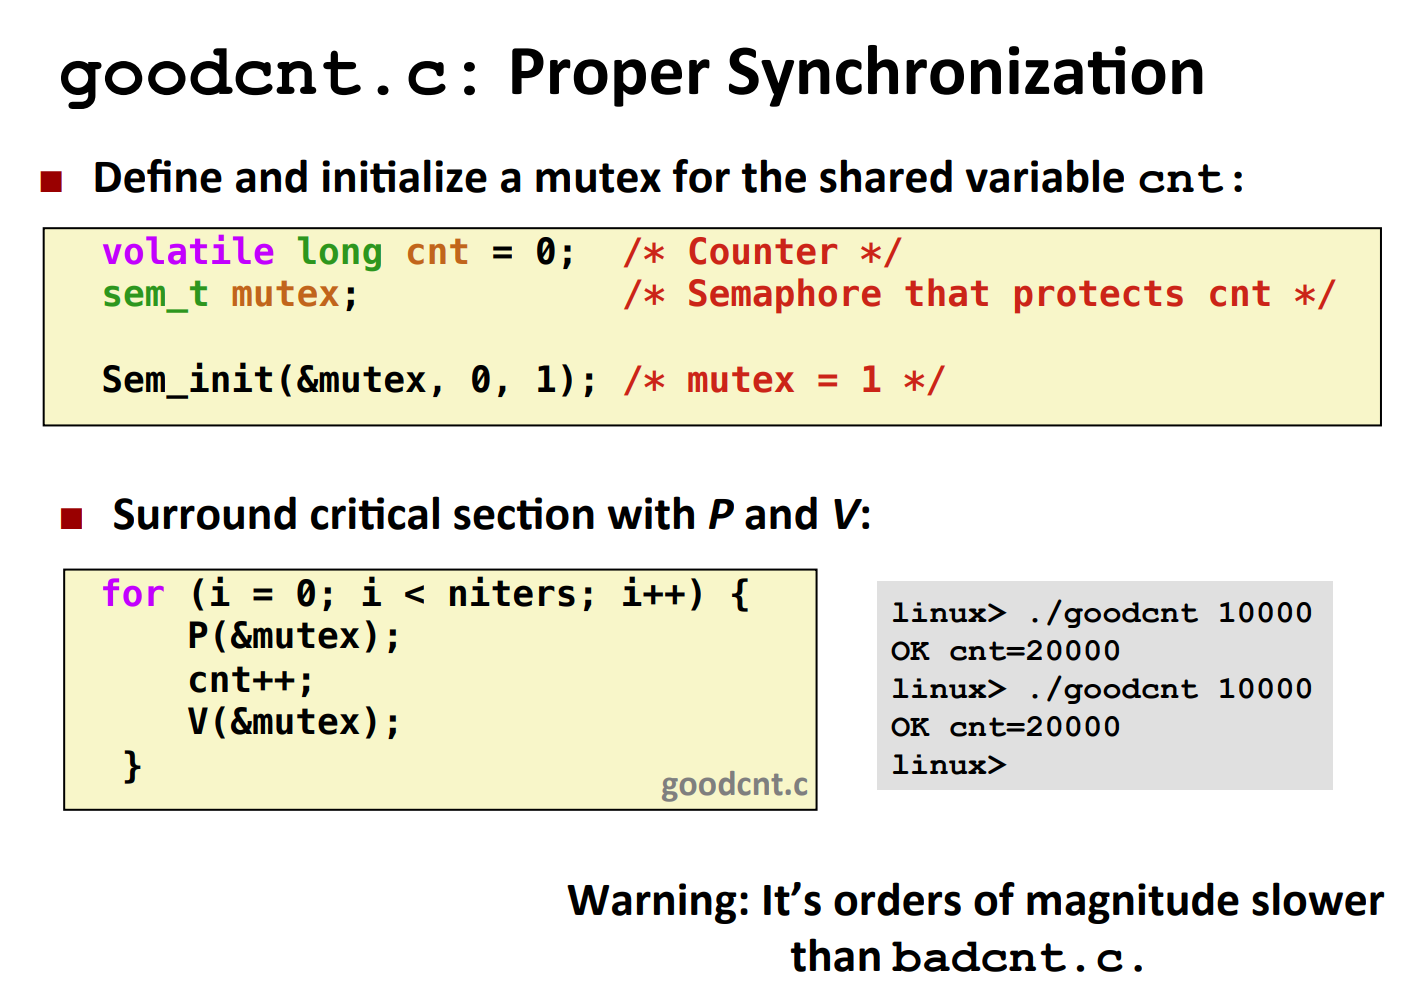 goodcnt.c: Proper Synchronization
Define and initialize a mutex for the shared variable cnt:
volatile long cnt = 0;  /* Counter */
sem_t mutex;            /* Semaphore that protects cnt */
Sem_init(&mutex, 0, 1); /* mutex = 1 */
Surround critical section with P and V:
for (i = 0; i < niters; i++) {
    P(&mutex);
    cnt++;
    V(&mutex);
 }
goodcnt.c
linux> ./goodcnt 10000
OK cnt=20000
linux> ./goodcnt 10000
OK cnt=20000
linux>
Warning: It’s orders of magnitude slower
than badcnt.c.